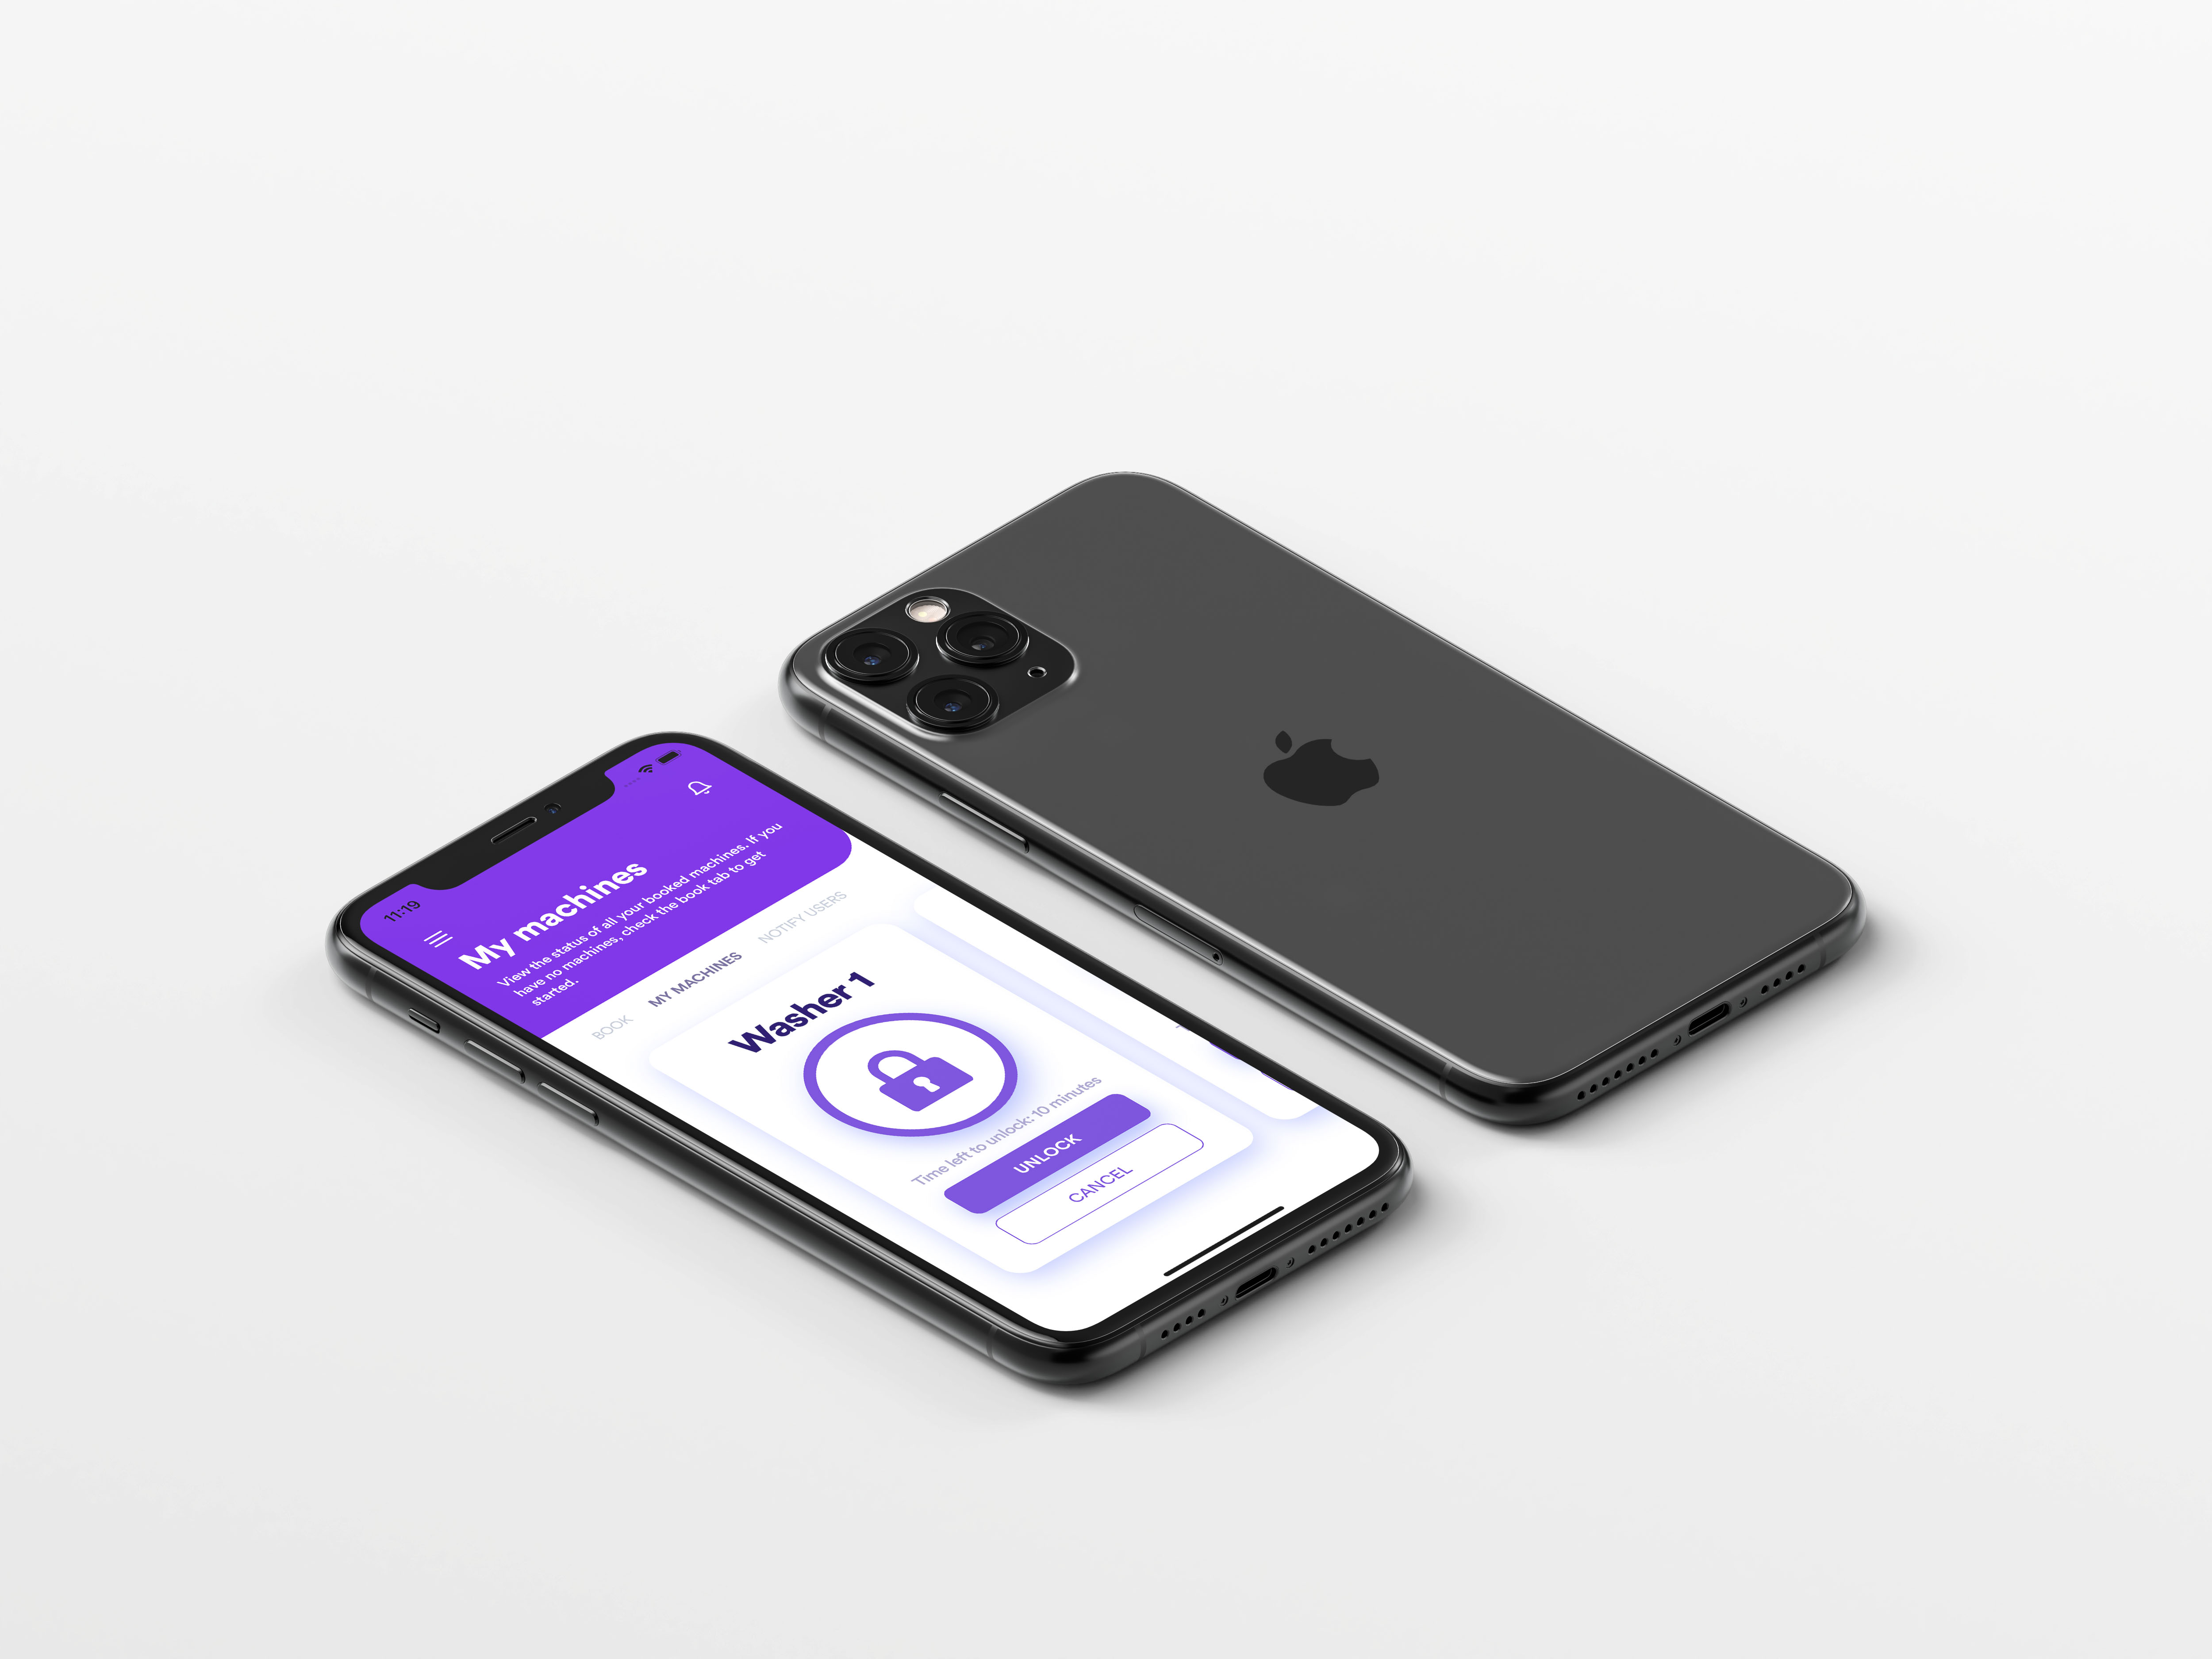 11:19
My machines
View the status of all your booked machines. If you
have no machines, check the book tab to get
started.
BOOK
MY MACHINES
NOTIFY USERS
Washer 1
Time left to unlock: 10 minutes
UNLOCK
CANCEL